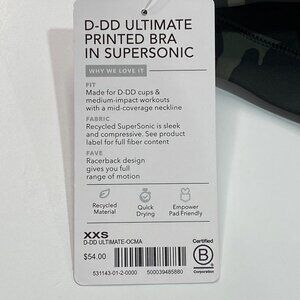 D-DD ULTIMATE
PRINTED BRA
IN SUPERSONIC
WHY WE LOVE IT
FIT
Made for D-DD cups &
medium-impact workouts
with a mid-coverage neckline
FABRIC
Recycled SuperSonic is sleek
and compressive. See product
label for full fiber content
FAVE
Racerback design
gives you full
range of motion
Recycled
Material
Quick
Drying
Empower
Pad Friendly
XXS
D-DD ULTIMATE-OCMA
$54.00
531143-01-2-0000
500039485880
Certified
B
Corporation